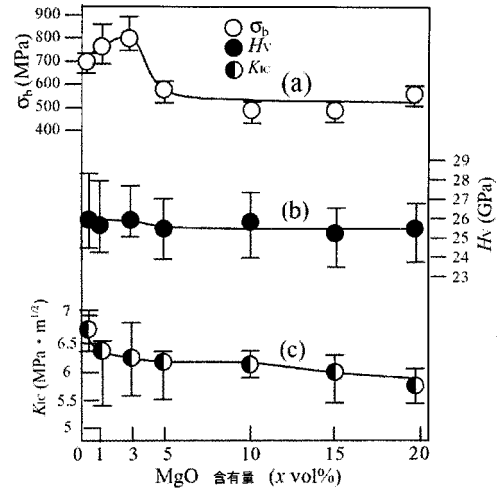 900
800
700
600
500
400
σb (MPa)
σb
Hv
KIC
(a)
29
28
27
26
25
24
23
Hv (GPa)
(b)
7
6.5
6
5.5
5
KIC (MPa・m1/2)
(c)
0 1 3 5 10 15 20
MgO 含有量 (x vol%)